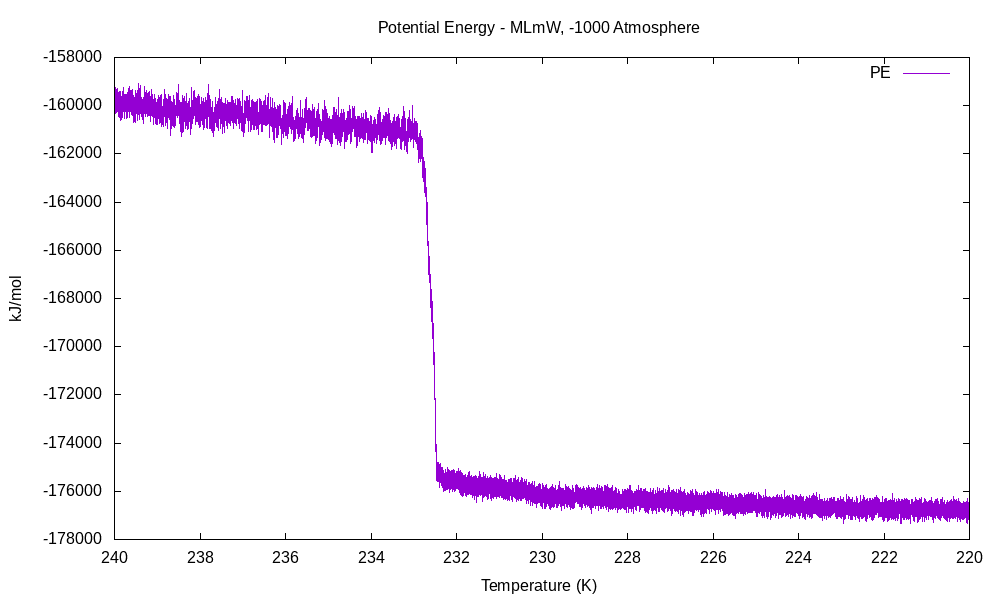 Potential Energy - MLmW, -1000 Atmosphere
-158000
PE
-160000
-162000
-164000
-166000
kJ/mol
-168000
-170000
-172000
-174000
-176000
-178000
240 238 236 234 232 230 228 226 224 222 220
Temperature (K)